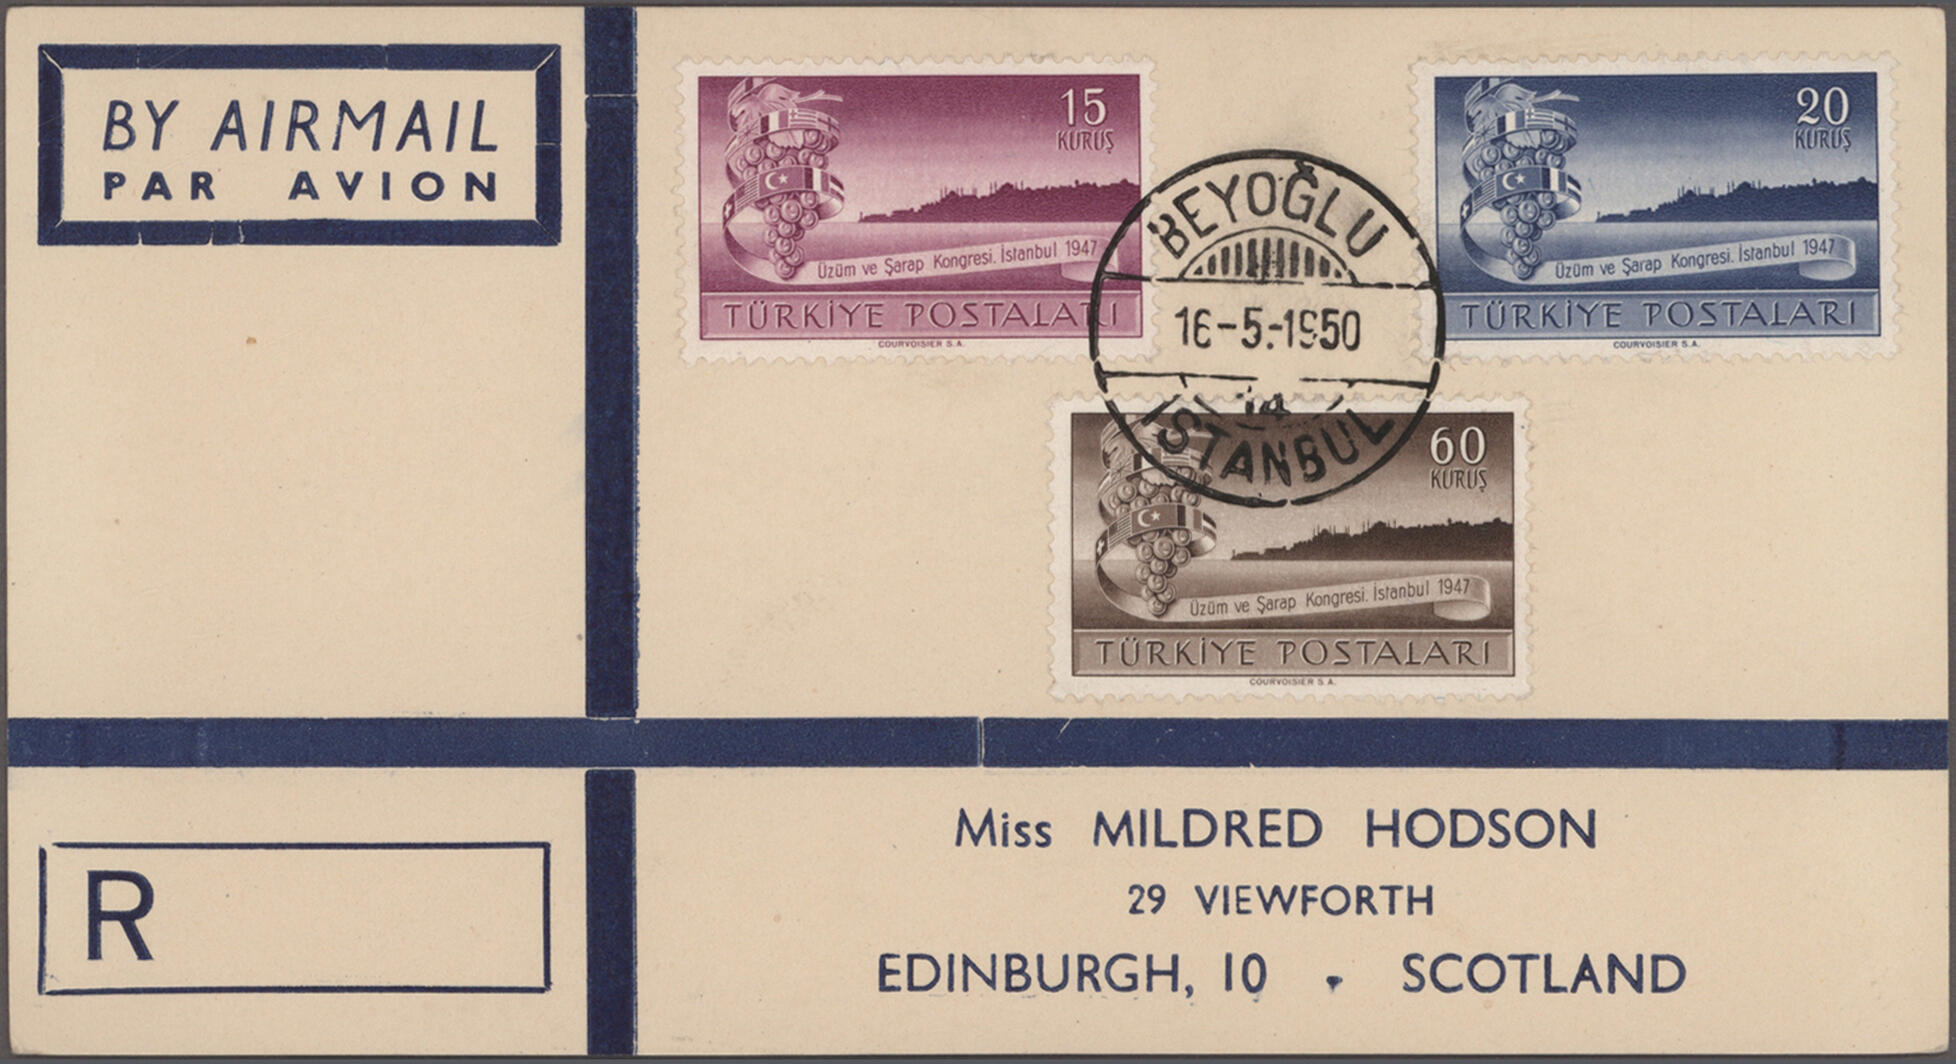 BY AIRMAIL
PAR AVION
15
KURUŞ
Üzüm ve Şarap Kongresi. İstanbul 1947
TÜRKİYE POSTALARI
COURVOISIER S.A.
20
KURUŞ
Üzüm ve Şarap Kongresi. İstanbul 1947
TÜRKİYE POSTALARI
COURVOISIER S.A.
BEYOĞLU
16-5.-1950
İSTANBUL
60
KURUŞ
Üzüm ve Şarap Kongresi. İstanbul 1947
TÜRKİYE POSTALARI
COURVOISIER S.A.
R
Miss MILDRED HODSON
29 VIEWFORTH
EDINBURGH, 10 • SCOTLAND